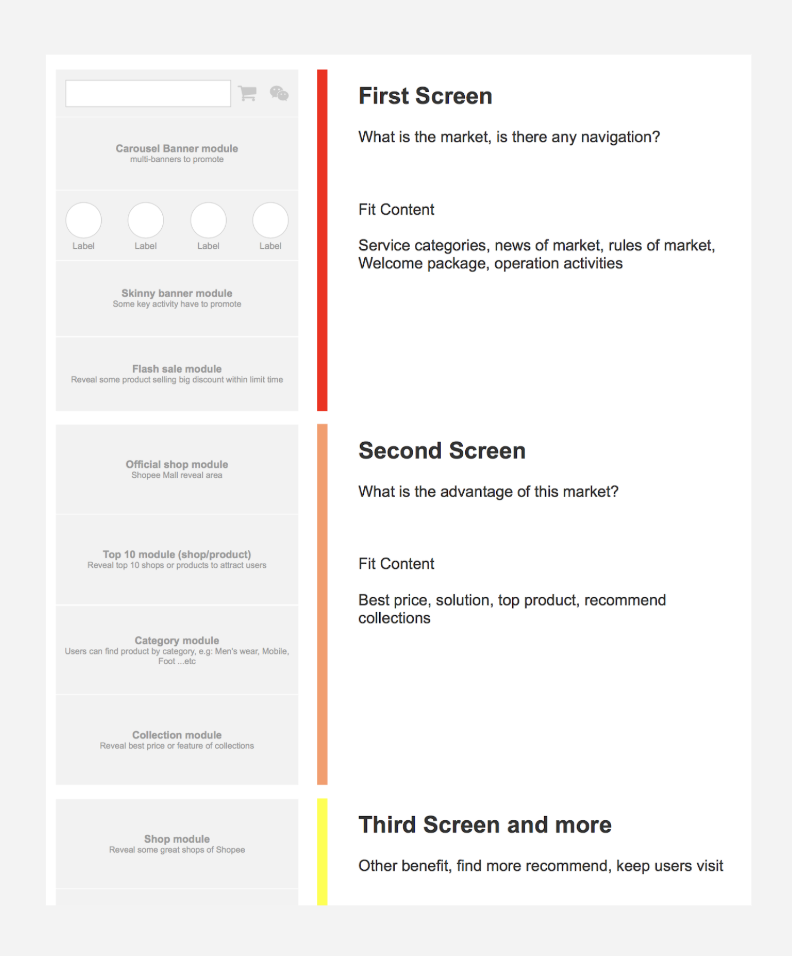 First Screen
What is the market, is there any navigation?
Fit Content
Service categories, news of market, rules of market,
Welcome package, operation activities
Carousel Banner module
multi-banners to promote
Label Label Label Label
Skinny banner module
Some key activity have to promote
Flash sale module
Reveal some product selling big discount within limit time
Second Screen
What is the advantage of this market?
Fit Content
Best price, solution, top product, recommend
collections
Official shop module
Shopee Mall reveal area
Top 10 module (shop/product)
Reveal top 10 shops or products to attract users
Category module
Users can find product by category, e.g: Men's wear, Mobile,
Foot ...etc
Collection module
Reveal best price or feature of collections
Third Screen and more
Other benefit, find more recommend, keep users visit
Shop module
Reveal some great shops of Shopee